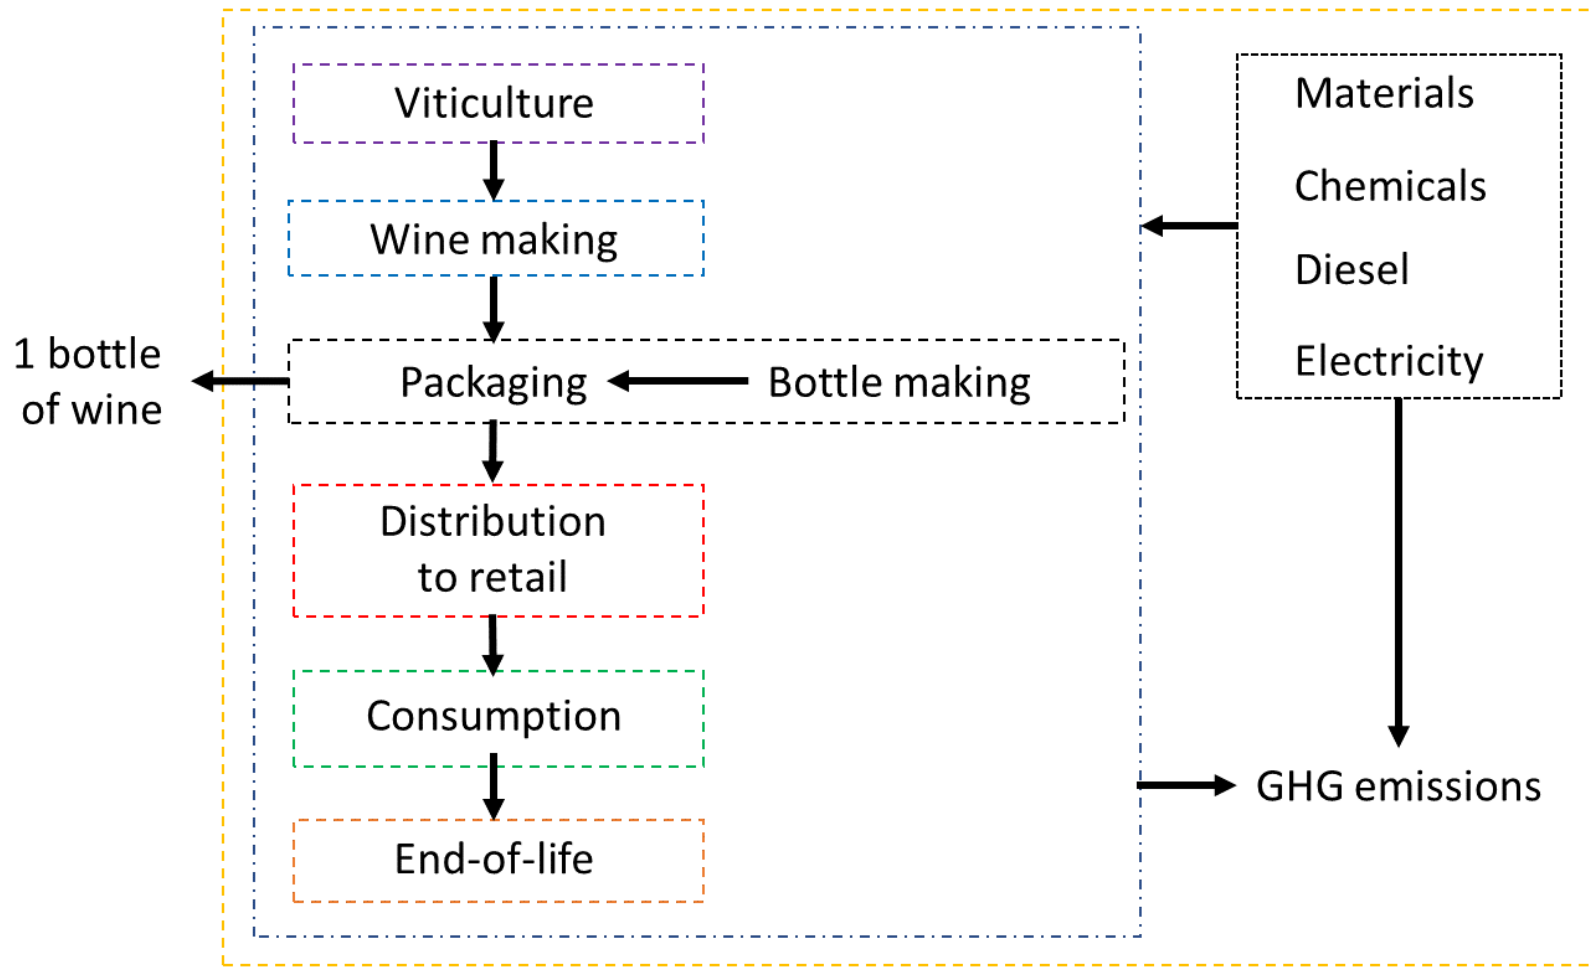 Viticulture
Wine making
Packaging
Bottle making
1 bottle
of wine
Distribution
to retail
Consumption
End-of-life
Materials
Chemicals
Diesel
Electricity
GHG emissions